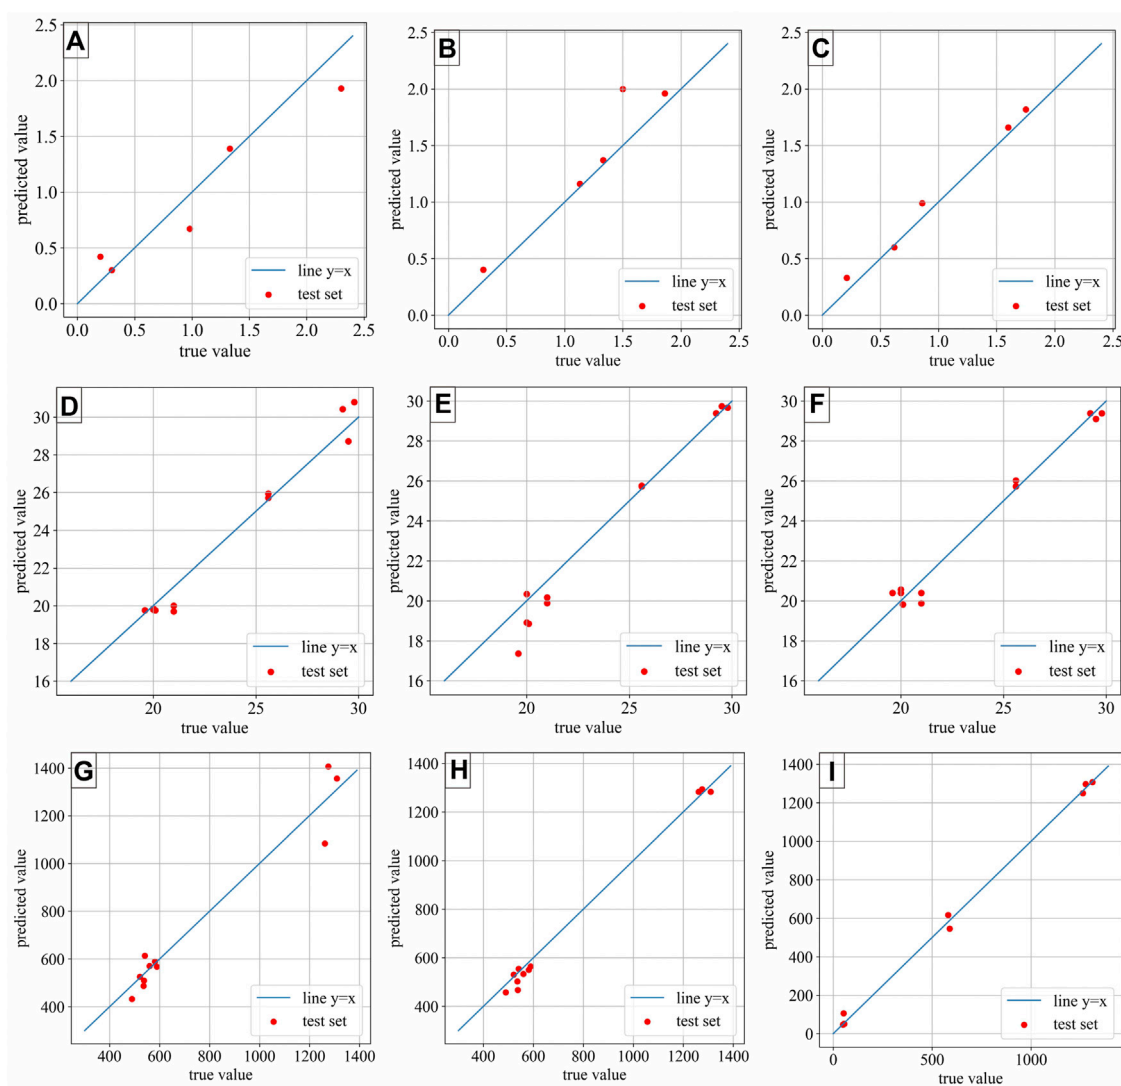 A
2.5
2.0
1.5
1.0
0.5
0.0
predicted value
line y=x
test set
0.0 0.5 1.0 1.5 2.0 2.5
true value
B
2.5
2.0
1.5
1.0
0.5
0.0
predicted value
line y=x
test set
0.0 0.5 1.0 1.5 2.0 2.5
true value
C
2.5
2.0
1.5
1.0
0.5
0.0
predicted value
line y=x
test set
0.0 0.5 1.0 1.5 2.0 2.5
true value
D
30
28
26
24
22
20
18
16
predicted value
line y=x
test set
20 25 30
true value
E
30
28
26
24
22
20
18
16
predicted value
line y=x
test set
20 25 30
true value
F
30
28
26
24
22
20
18
16
predicted value
line y=x
test set
20 25 30
true value
G
1400
1200
1000
800
600
400
predicted value
line y=x
test set
400 600 800 1000 1200 1400
true value
H
1400
1200
1000
800
600
400
predicted value
line y=x
test set
400 600 800 1000 1200 1400
true value
I
1400
1200
1000
800
600
400
200
0
predicted value
line y=x
test set
0 500 1000
true value